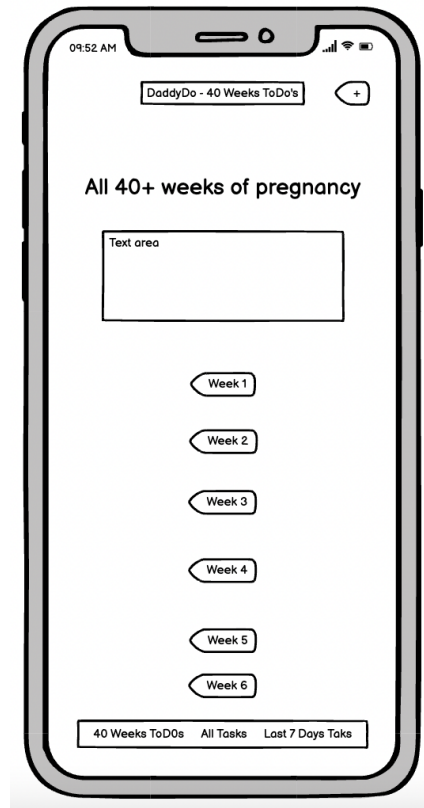 09:52 AM
DaddyDo - 40 Weeks ToDo's
+
All 40+ weeks of pregnancy
Text area
Week 1
Week 2
Week 3
Week 4
Week 5
Week 6
40 Weeks ToD0s All Tasks Last 7 Days Taks